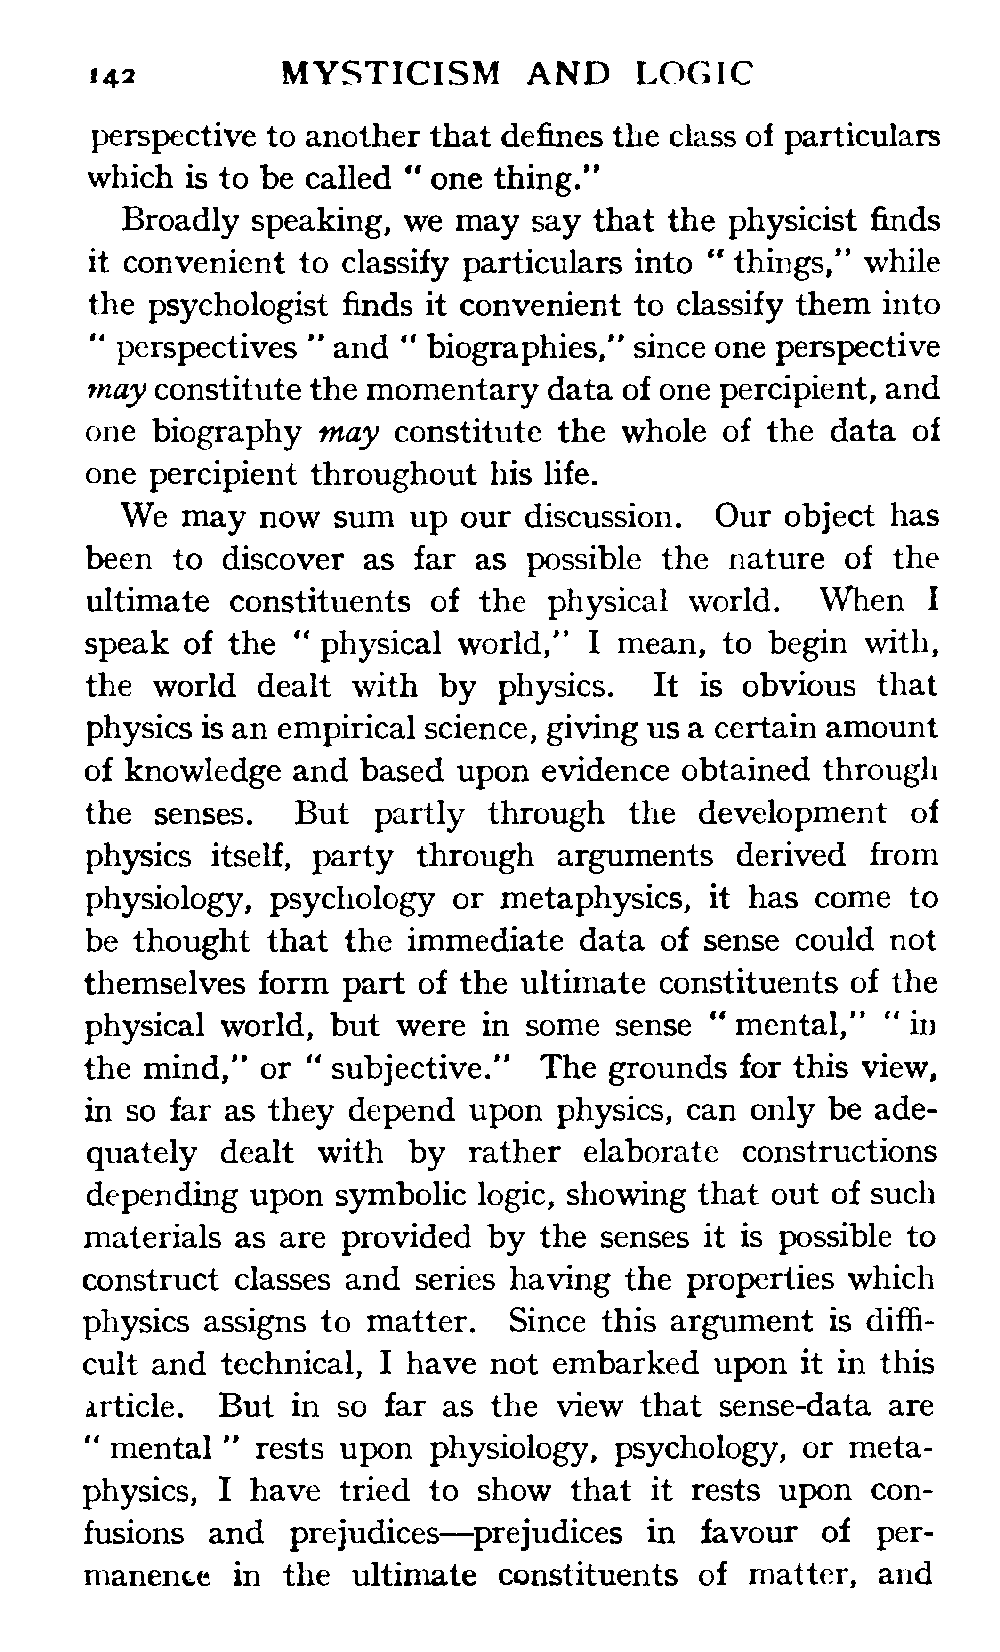 142 MYSTICISM AND LOGIC
perspective to another that defines the class of particulars
which is to be called " one thing."
Broadly speaking, we may say that the physicist finds
it convenient to classify particulars into " things," while
the psychologist finds it convenient to classify them into
" perspectives " and " biographies," since one perspective
may constitute the momentary data of one percipient, and
one biography may constitute the whole of the data of
one percipient throughout his life.
We may now sum up our discussion. Our object has
been to discover as far as possible the nature of the
ultimate constituents of the physical world. When I
speak of the " physical world," I mean, to begin with,
the world dealt with by physics. It is obvious that
physics is an empirical science, giving us a certain amount
of knowledge and based upon evidence obtained through
the senses. But partly through the development of
physics itself, party through arguments derived from
physiology, psychology or metaphysics, it has come to
be thought that the immediate data of sense could not
themselves form part of the ultimate constituents of the
physical world, but were in some sense " mental," " in
the mind," or " subjective." The grounds for this view,
in so far as they depend upon physics, can only be ade-
quately dealt with by rather elaborate constructions
depending upon symbolic logic, showing that out of such
materials as are provided by the senses it is possible to
construct classes and series having the properties which
physics assigns to matter. Since this argument is diffi-
cult and technical, I have not embarked upon it in this
article. But in so far as the view that sense-data are
" mental " rests upon physiology, psychology, or meta-
physics, I have tried to show that it rests upon con-
fusions and prejudices—prejudices in favour of per-
manence in the ultimate constituents of matter, and